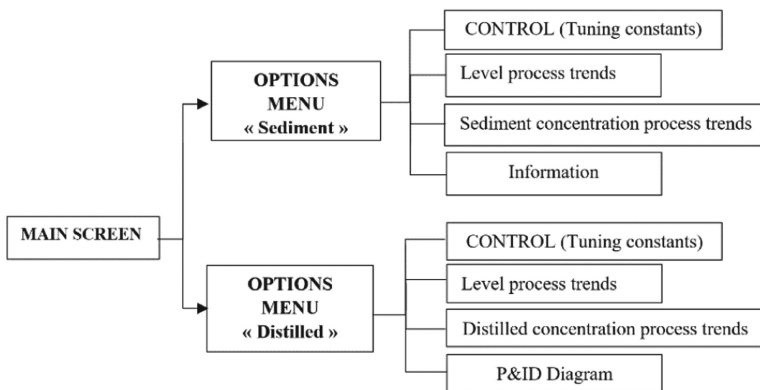 CONTROL (Tuning constants)
OPTIONS
MENU
« Sediment »
Level process trends
Sediment concentration process trends
Information
MAIN SCREEN
CONTROL (Tuning constants)
OPTIONS
MENU
« Distilled »
Level process trends
Distilled concentration process trends
P&ID Diagram